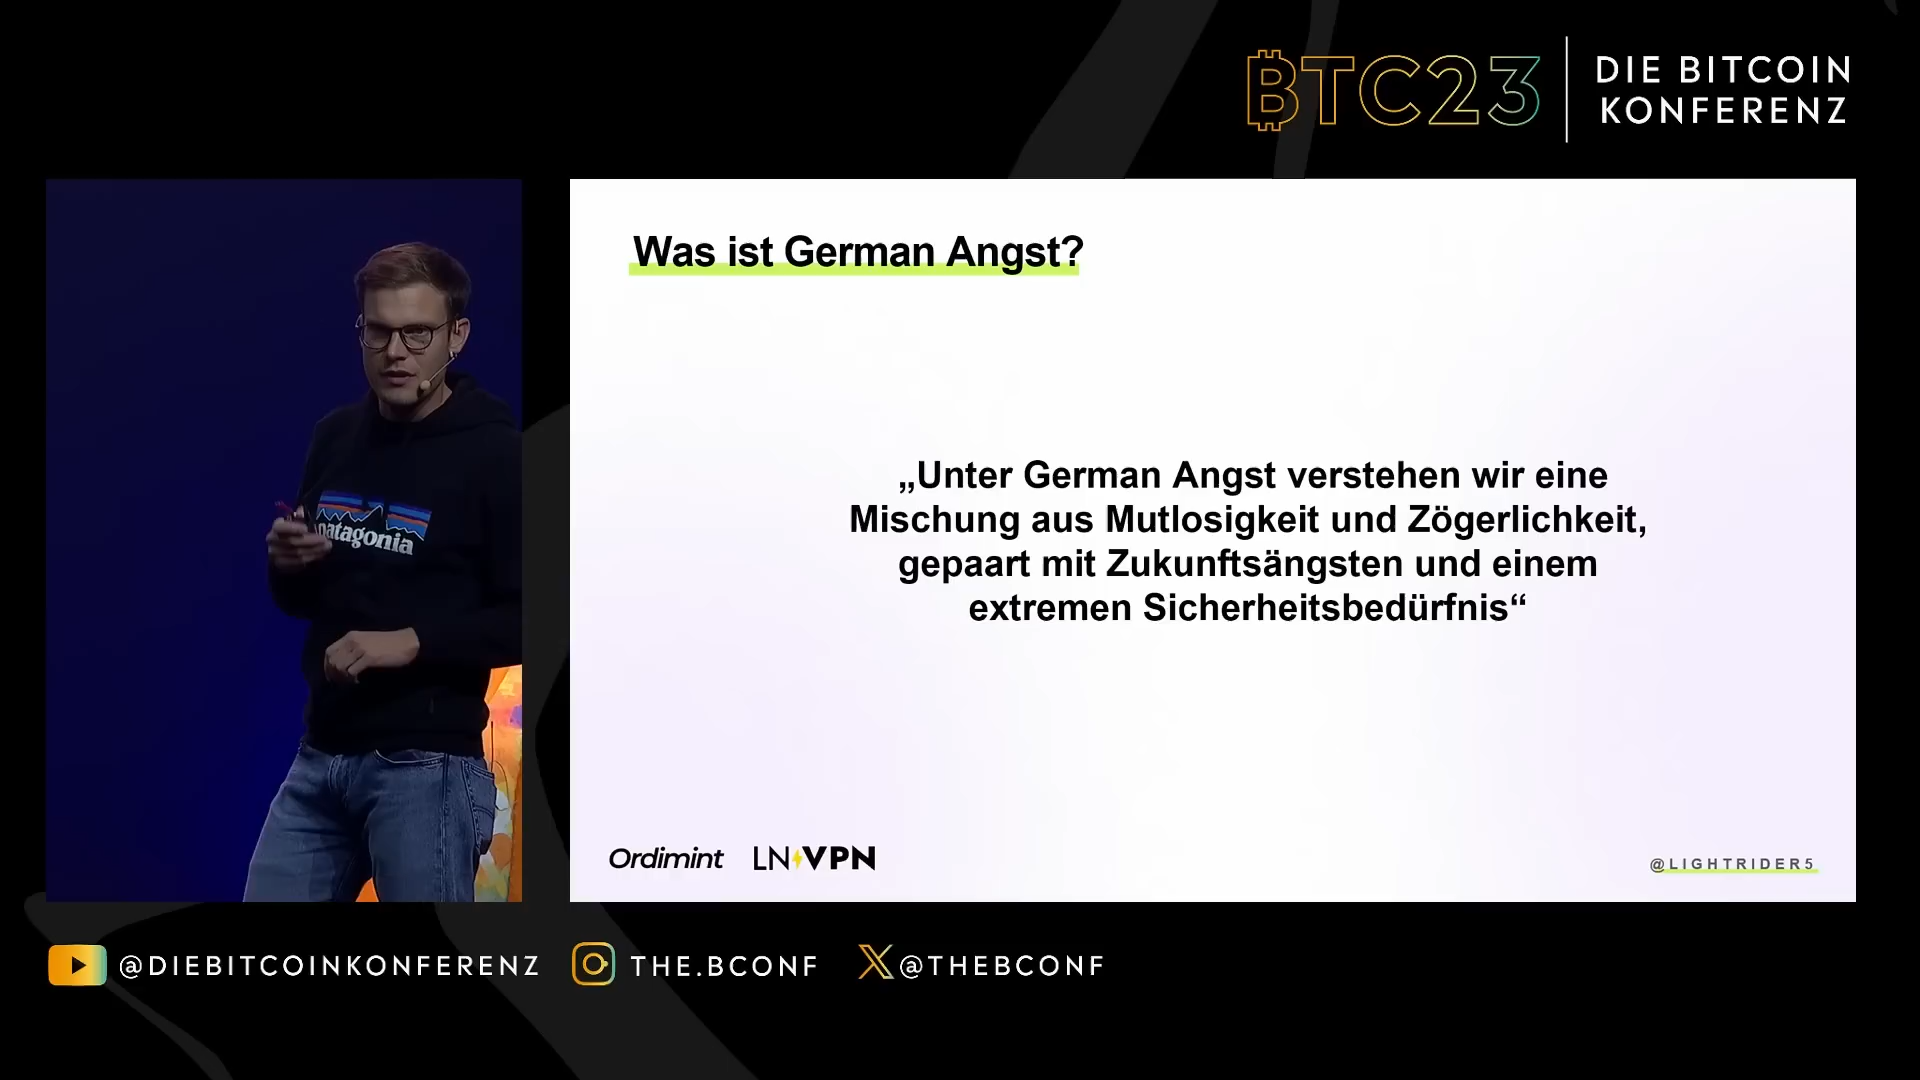 BTC23
DIE BITCOIN
KONFERENZ
Was ist German Angst?
„Unter German Angst verstehen wir eine
Mischung aus Mutlosigkeit und Zögerlichkeit,
gepaart mit Zukunftsängsten und einem
extremen Sicherheitsbedürfnis“
patagonia
Ordimint
LN VPN
@LIGHTRIDER5
@DIEBITCOINKONFERENZ
THE.BCONF
@THEBCONF